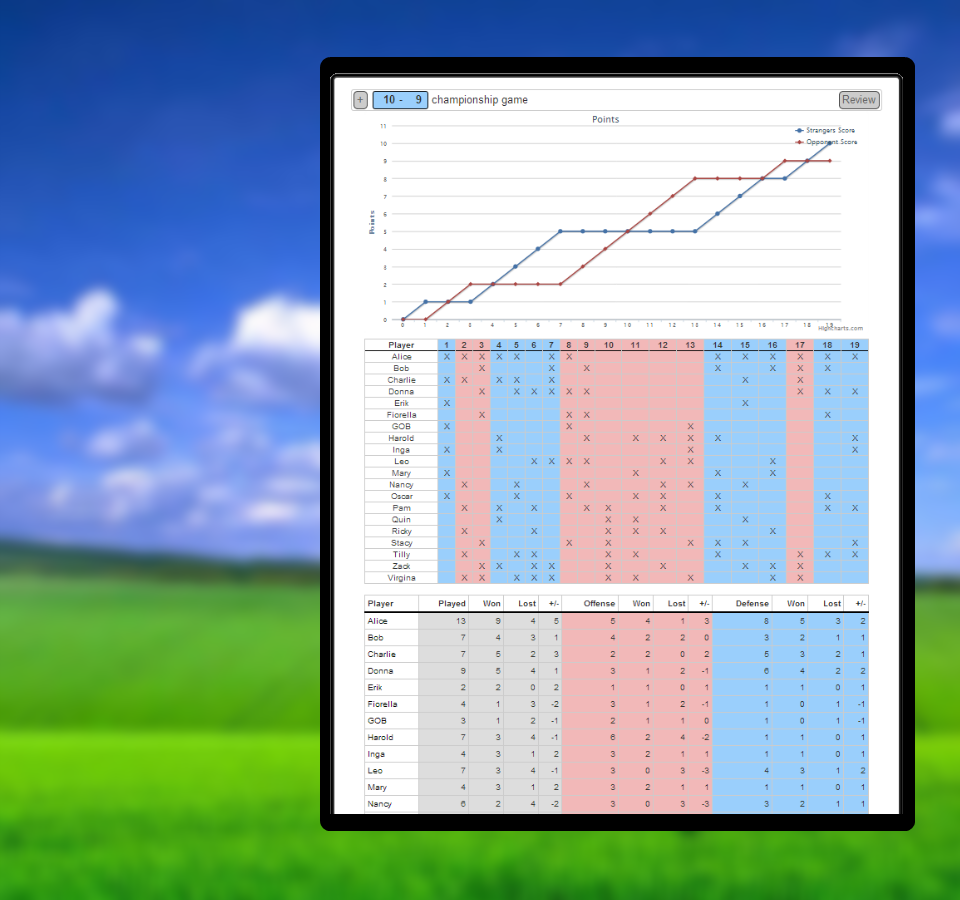 + 10 - 9 championship game Review
Points
Strangers Score
Opponent Score
11
10
9
8
7
6
5
4
3
2
1
0
Points
0 1 2 3 4 5 6 7 8 9 10 11 12 13 14 15 16 17 18 19
Highcharts.com
Player 1 2 3 4 5 6 7 8 9 10 11 12 13 14 15 16 17 18 19
Alice X X X X X X X X X X X X
Bob X X X X X X X
Charlie X X X X X X X
Donna X X X X X X X X X
Erik X X
Fiorella X X X X
GOB X X X
Harold X X X X X X X
Inga X X X X
Leo X X X X X X X
Mary X X X X
Nancy X X X X X X
Oscar X X X X X X X
Pam X X X X X X X X X
Quin X X X X
Ricky X X X X X X
Stacy X X X X X X X
Tilly X X X X X X X X X
Zack X X X X X X X X X
Virgina X X X X X X X X X X
Player Played Won Lost +/- Offense Won Lost +/- Defense Won Lost +/-
Alice 13 9 4 5 5 4 1 3 8 5 3 2
Bob 7 4 3 1 4 2 2 0 3 2 1 1
Charlie 7 5 2 3 2 2 0 2 5 3 2 1
Donna 9 5 4 1 3 1 2 -1 6 4 2 2
Erik 2 2 0 2 1 1 0 1 1 1 0 1
Fiorella 4 1 3 -2 3 1 2 -1 1 0 1 -1
GOB 3 1 2 -1 2 1 1 0 1 0 1 -1
Harold 7 3 4 -1 6 2 4 -2 1 1 0 1
Inga 4 3 1 2 3 2 1 1 1 1 0 1
Leo 7 3 4 -1 3 0 3 -3 4 3 1 2
Mary 4 3 1 2 3 2 1 1 1 1 0 1
Nancy 6 2 4 -2 3 0 3 -3 3 2 1 1